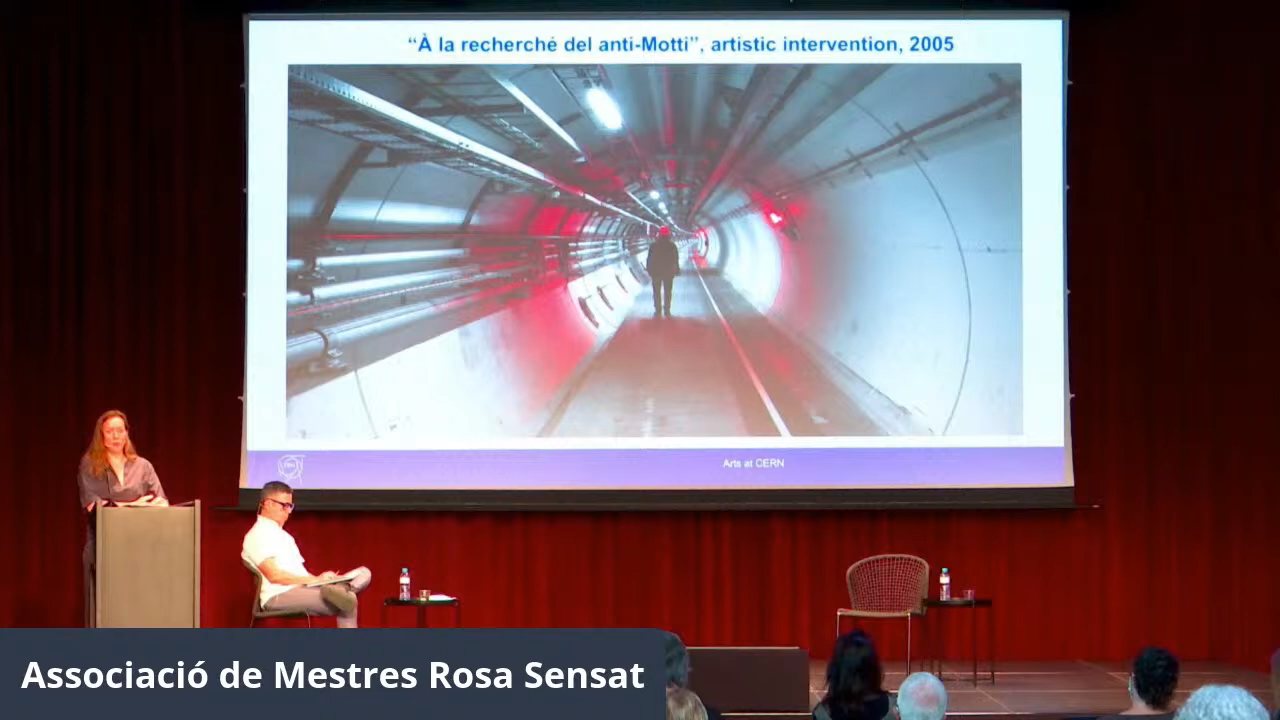 “À la recherché del anti-Motti”, artistic intervention, 2005
Arts at CERN
Associació de Mestres Rosa Sensat